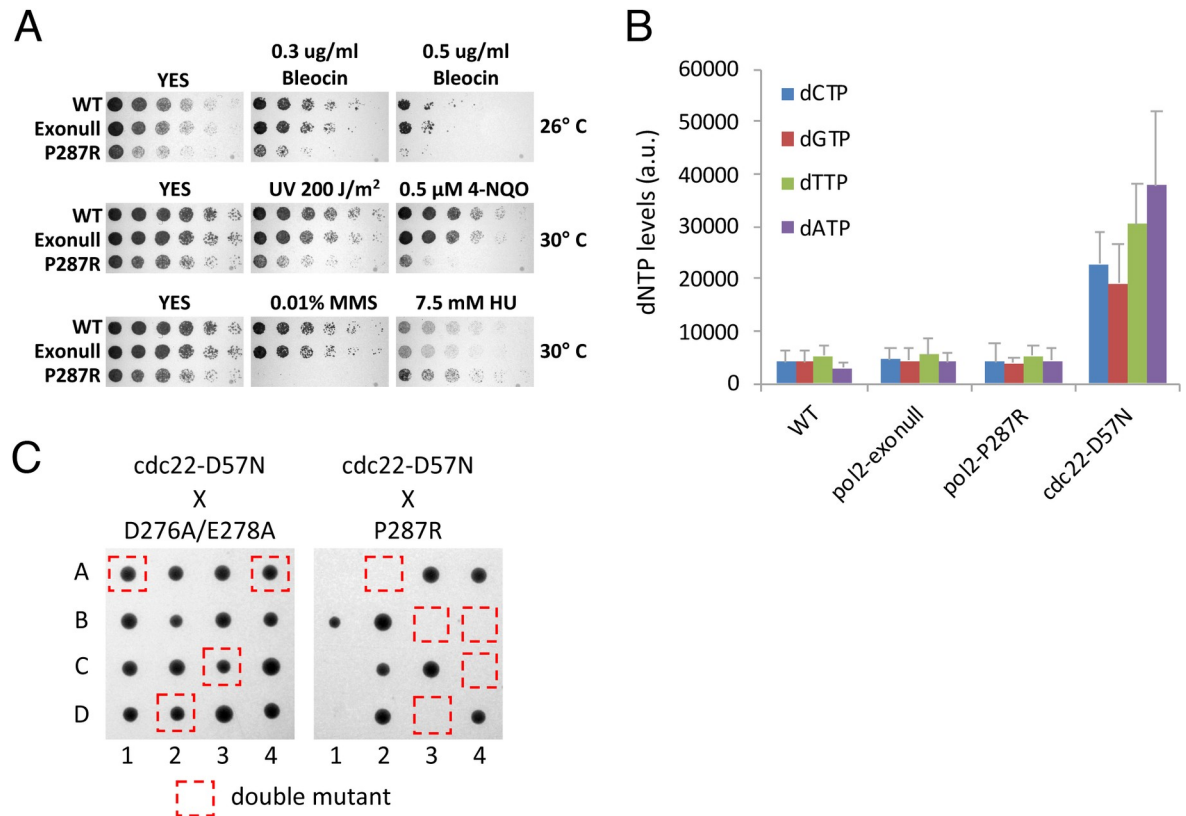 A
0.3 ug/ml 0.5 ug/ml
YES Bleocin Bleocin
WT
Exonull
P287R
26° C
YES UV 200 J/m² 0.5 µM 4-NQO
WT
Exonull
P287R
30° C
YES 0.01% MMS 7.5 mM HU
WT
Exonull
P287R
30° C
B
dNTP levels (a.u.)
60000
50000
40000
30000
20000
10000
0
dCTP
dGTP
dTTP
dATP
WT
pol2-exo null
pol2-P287R
cdc22-D57N
C
cdc22-D57N cdc22-D57N
X X
D276A/E278A P287R
A
B
C
D
1 2 3 4 1 2 3 4
double mutant